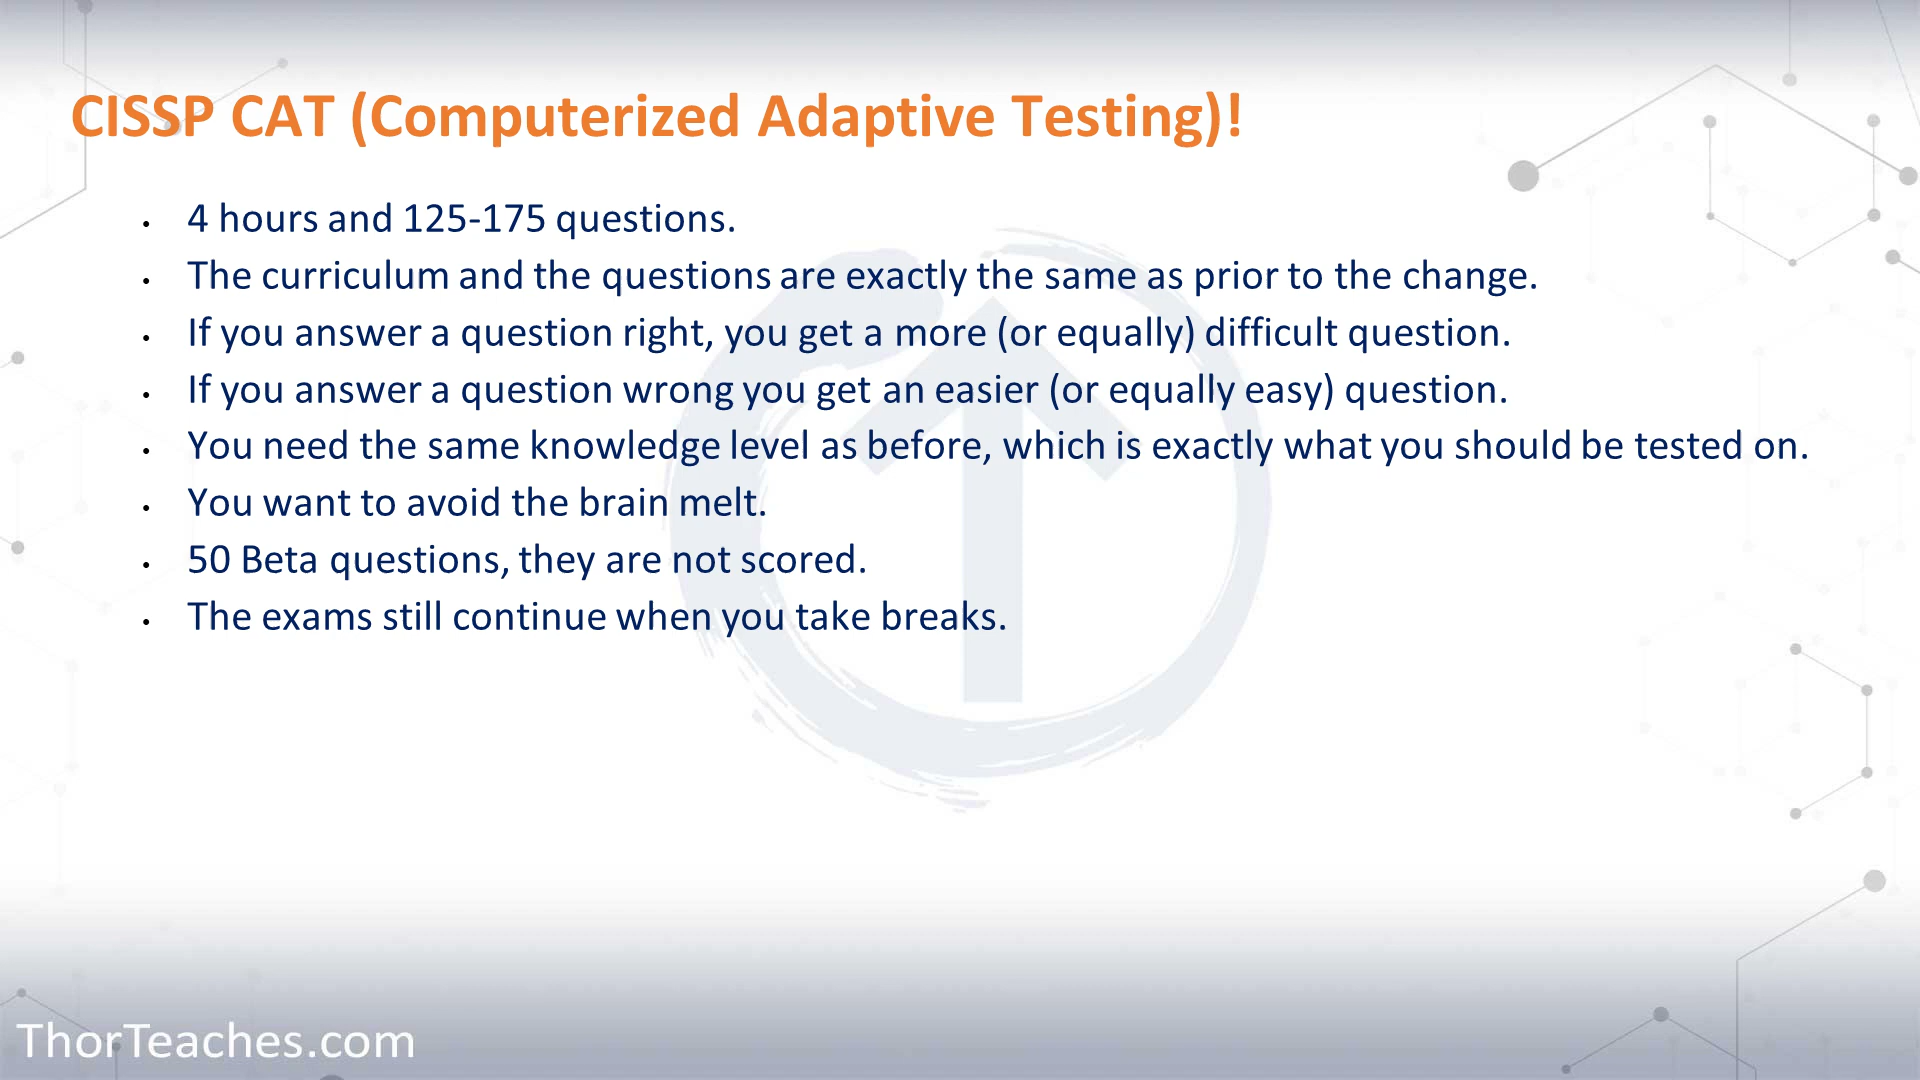 CISSP CAT (Computerized Adaptive Testing)!
• 4 hours and 125-175 questions.
• The curriculum and the questions are exactly the same as prior to the change.
• If you answer a question right, you get a more (or equally) difficult question.
• If you answer a question wrong you get an easier (or equally easy) question.
• You need the same knowledge level as before, which is exactly what you should be tested on.
• You want to avoid the brain melt.
• 50 Beta questions, they are not scored.
• The exams still continue when you take breaks.
ThorTeaches.com